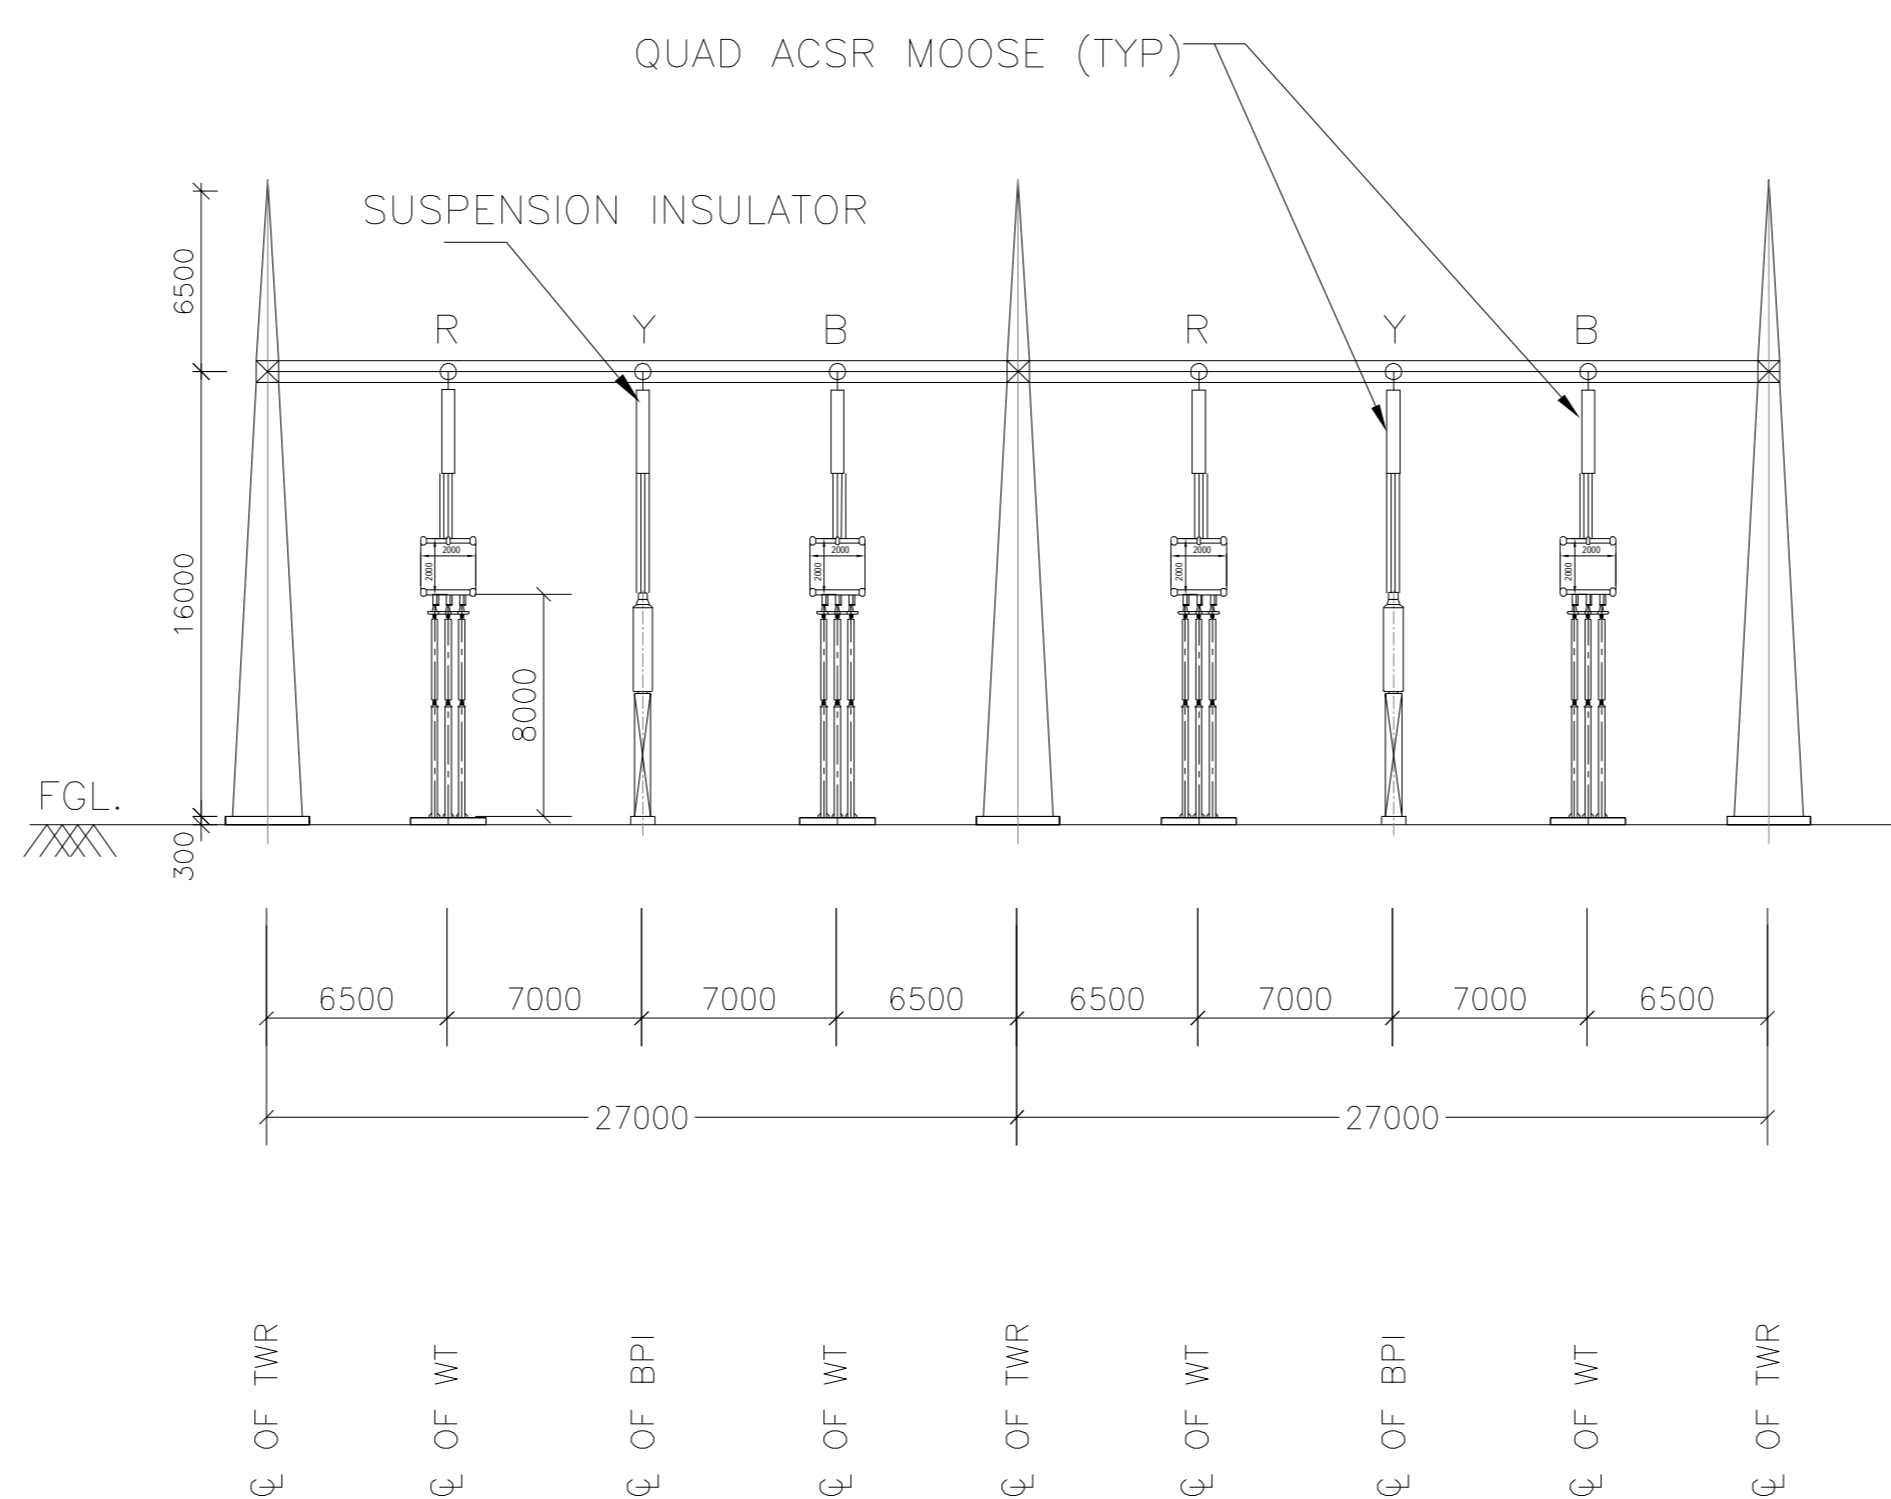 QUAD ACSR MOOSE (TYP)
SUSPENSION INSULATOR
6500
R Y B R Y B
2000 2000 2000 2000
2000 2000 2000 2000
16000
8000
FGL.
300
6500 7000 7000 6500 6500 7000 7000 6500
27000 27000
℄ OF TWR
℄ OF WT
℄ OF BPI
℄ OF WT
℄ OF TWR
℄ OF WT
℄ OF BPI
℄ OF WT
℄ OF TWR